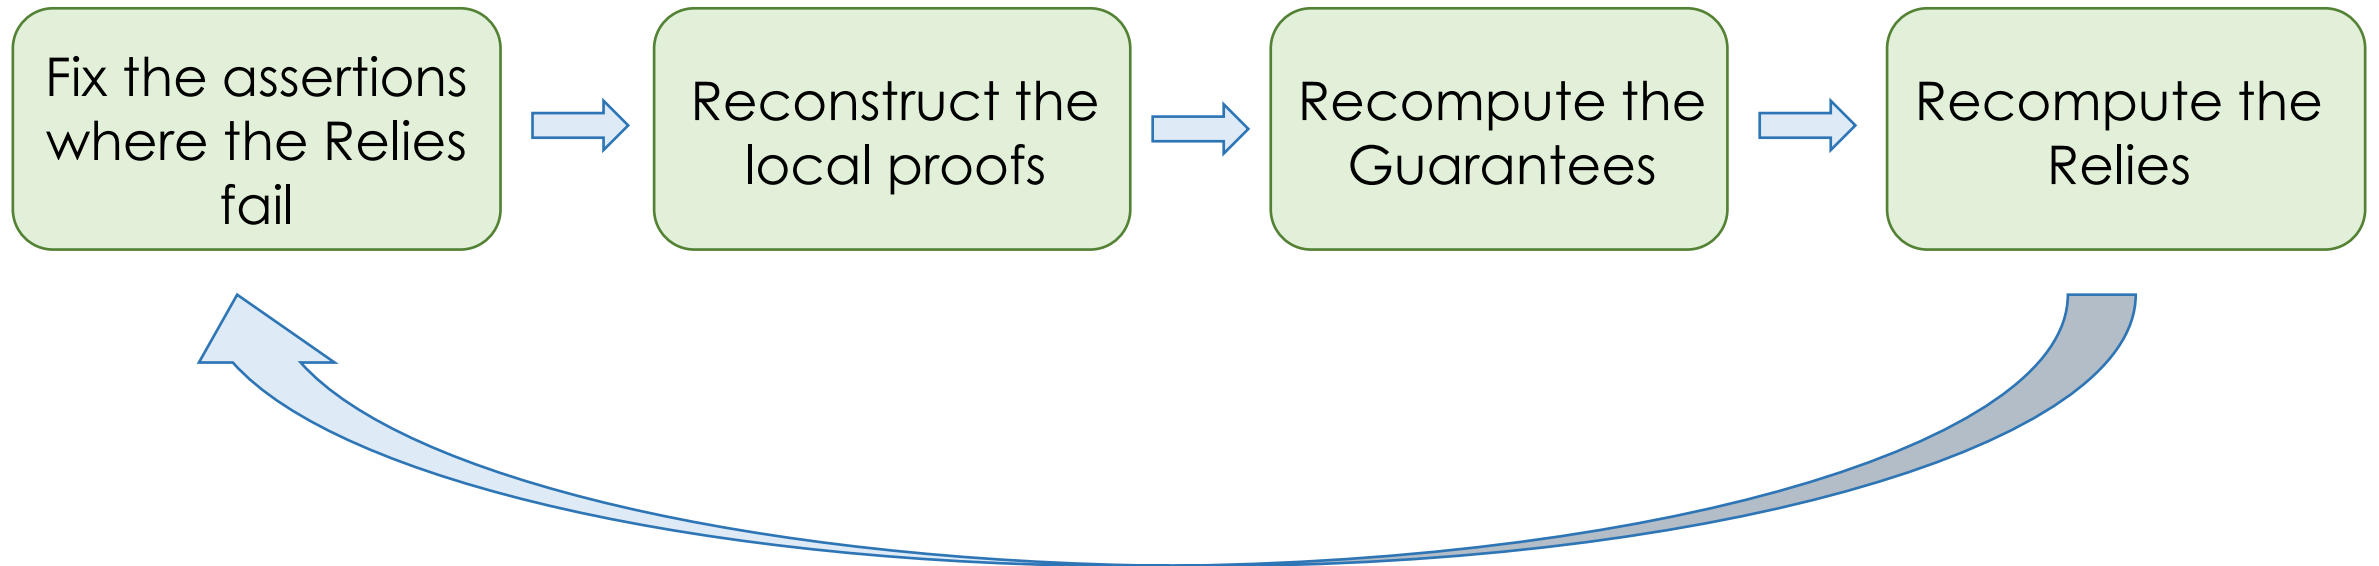 Fix the assertions
where the Relies
fail
Reconstruct the
local proofs
Recompute the
Guarantees
Recompute the
Relies